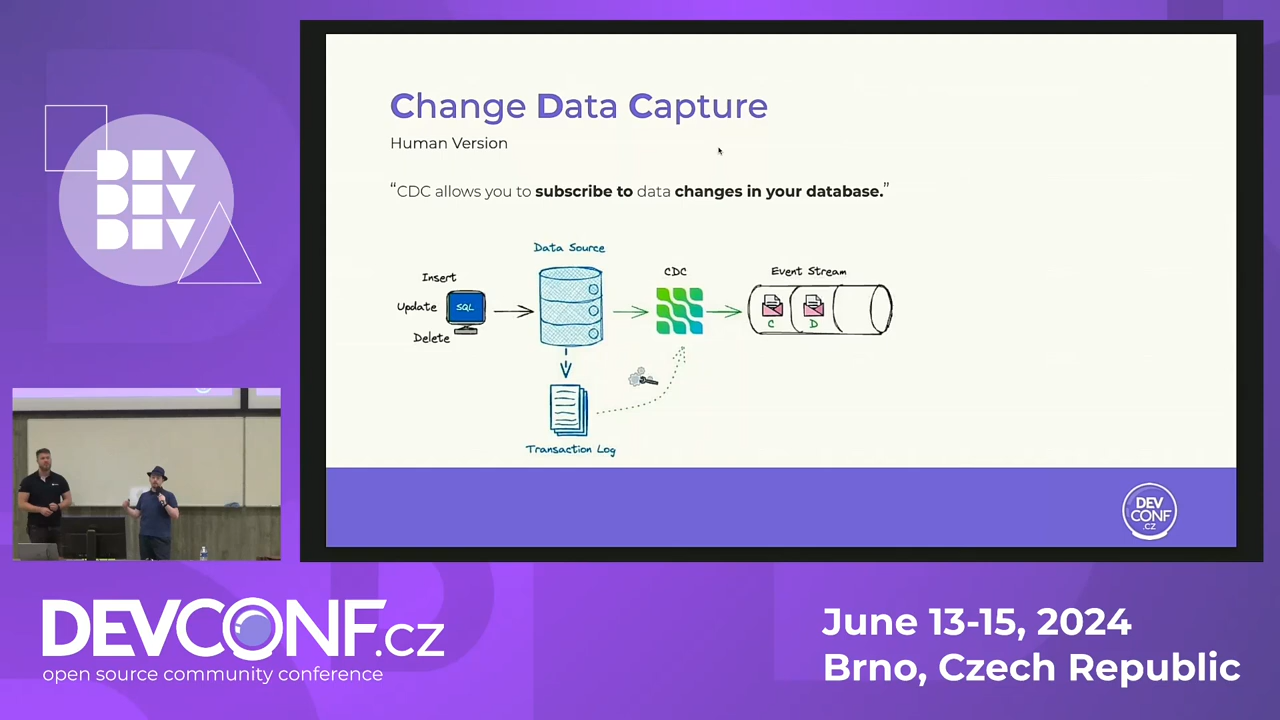 DEV
DEV
DEV
Change Data Capture
Human Version
“CDC allows you to subscribe to data changes in your database.”
Data Source
Insert
Update
Delete
SQL
CDC
Event Stream
C
D
Transaction Log
DEV
CONF
.CZ
DEVCONF.cz
open source community conference
June 13-15, 2024
Brno, Czech Republic